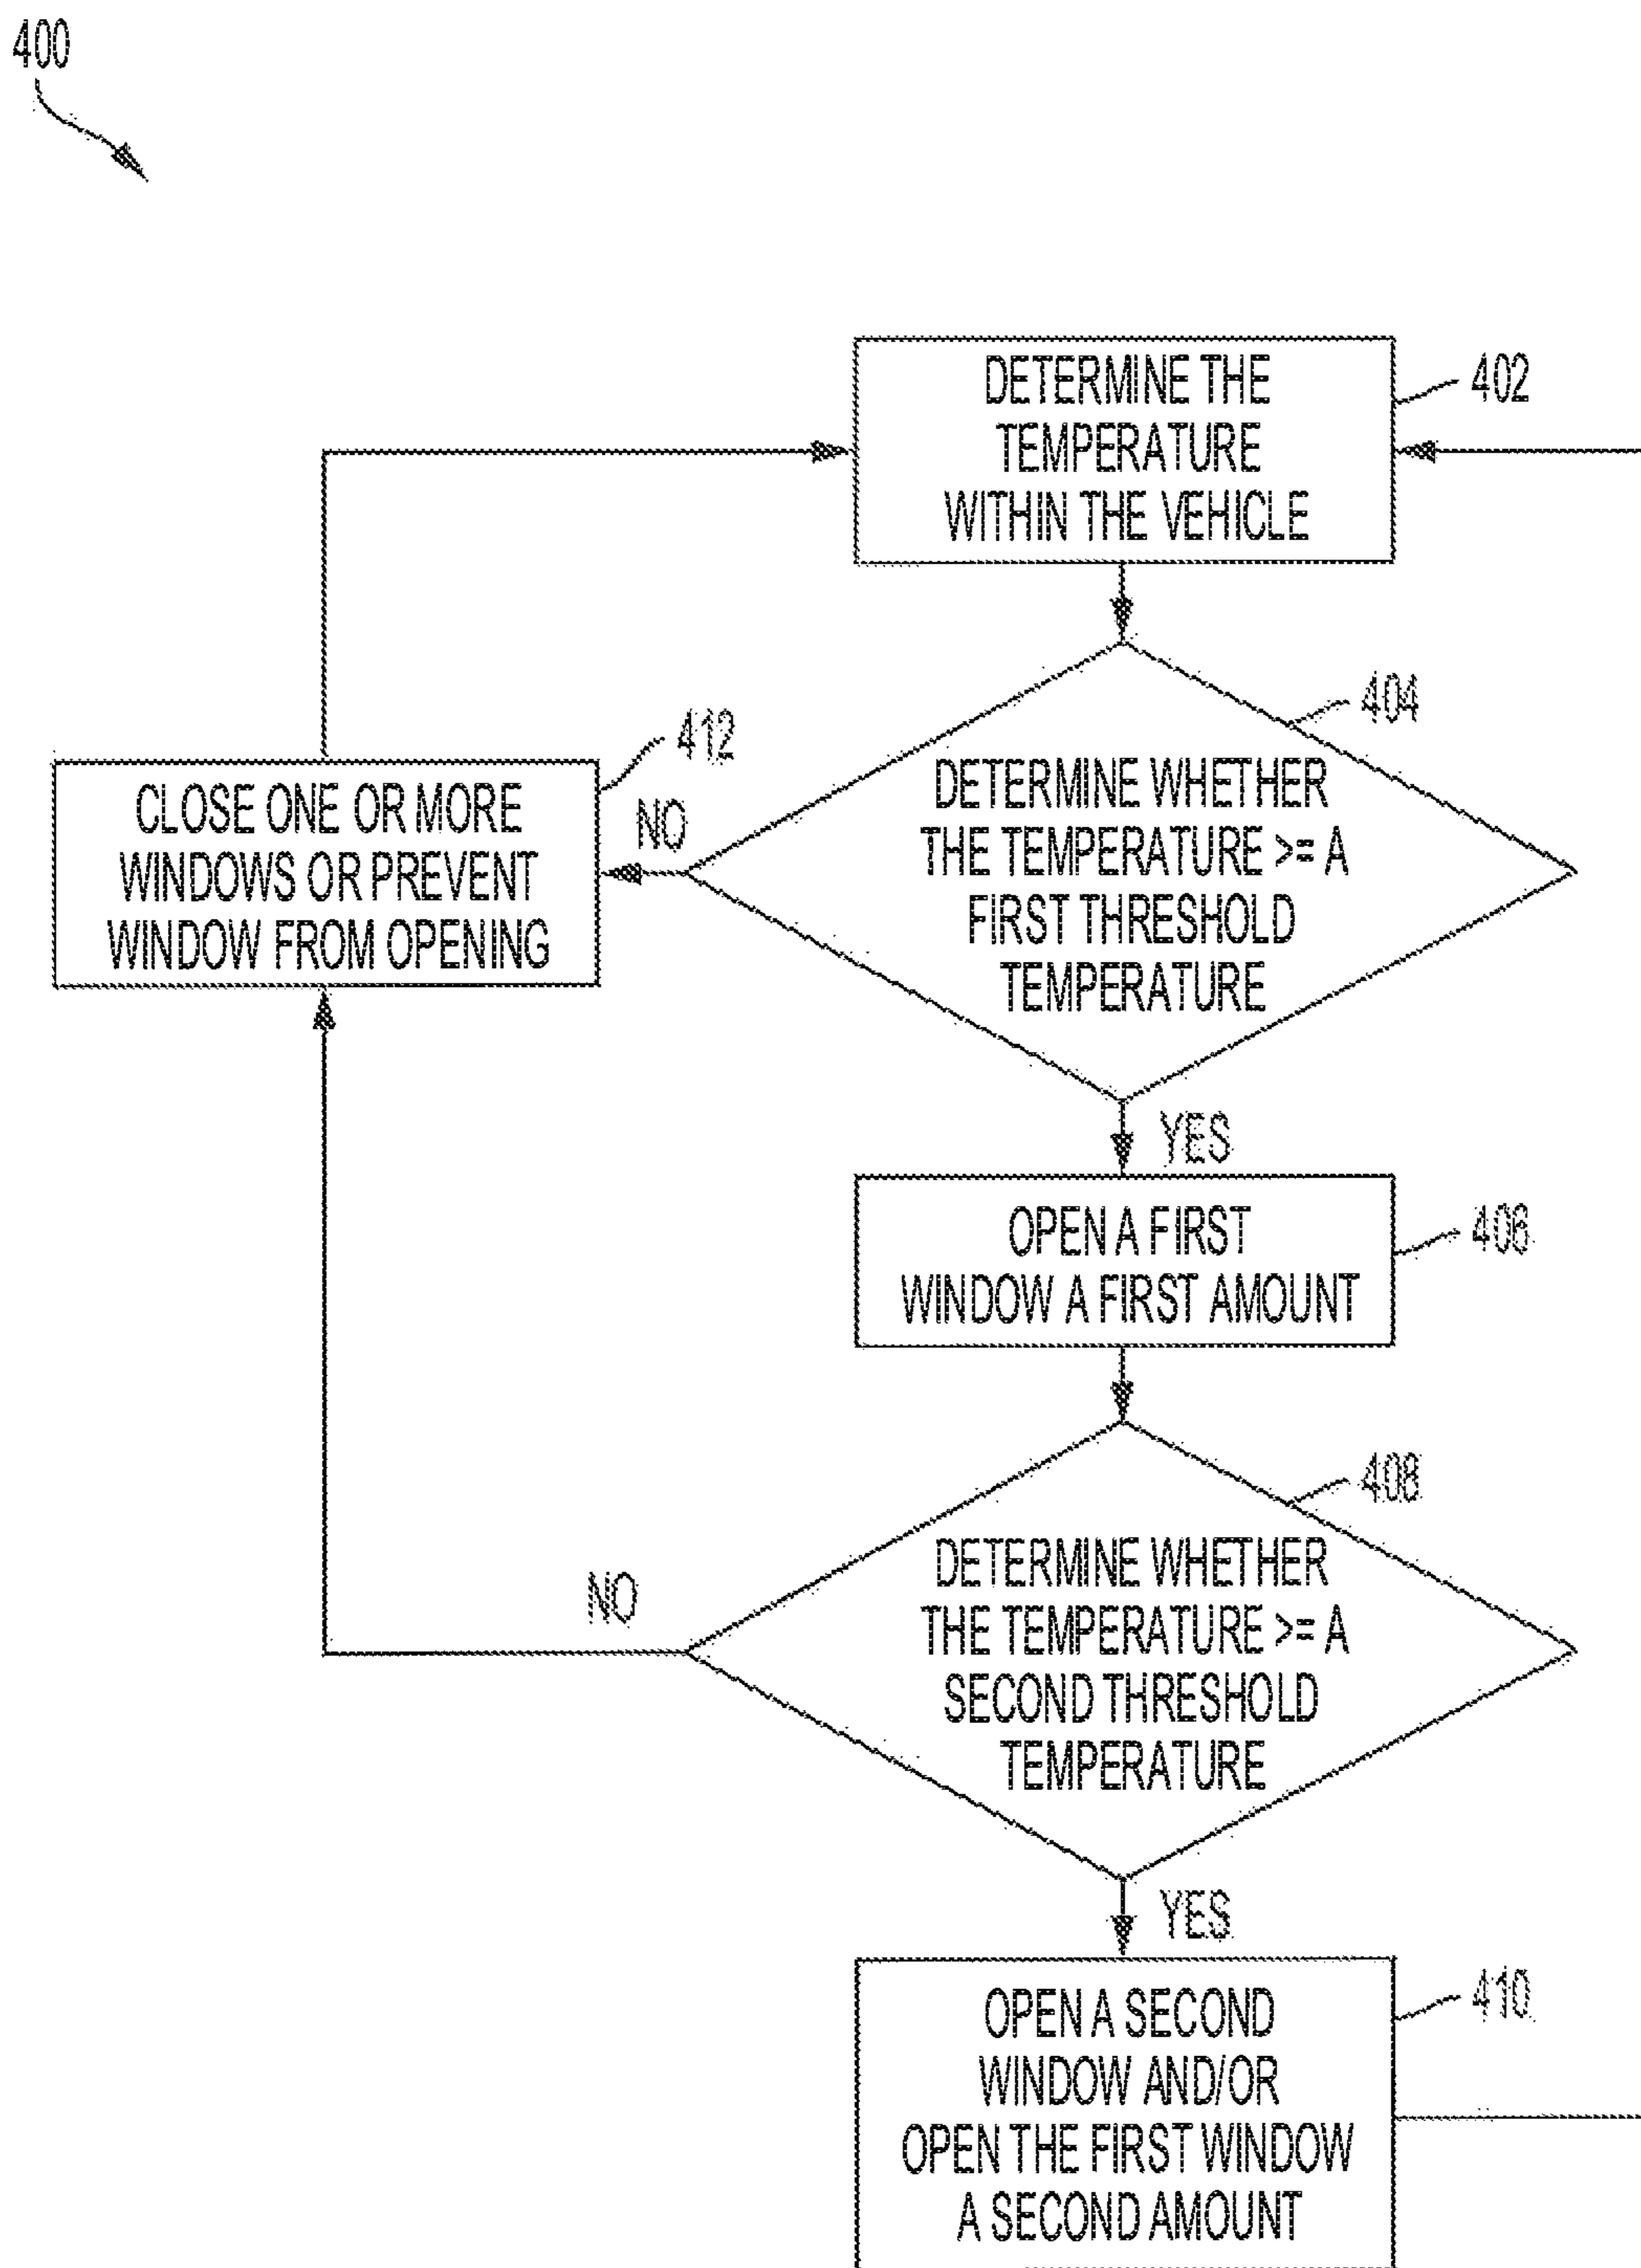 400
DETERMINE THE
TEMPERATURE
WITHIN THE VEHICLE
402
404
DETERMINE WHETHER
THE TEMPERATURE >= A
FIRST THRESHOLD
TEMPERATURE
NO
412
CLOSE ONE OR MORE
WINDOWS OR PREVENT
WINDOW FROM OPENING
YES
OPEN A FIRST
WINDOW A FIRST AMOUNT
406
408
DETERMINE WHETHER
THE TEMPERATURE >= A
SECOND THRESHOLD
TEMPERATURE
NO
YES
OPEN A SECOND
WINDOW AND/OR
OPEN THE FIRST WINDOW
A SECOND AMOUNT
410